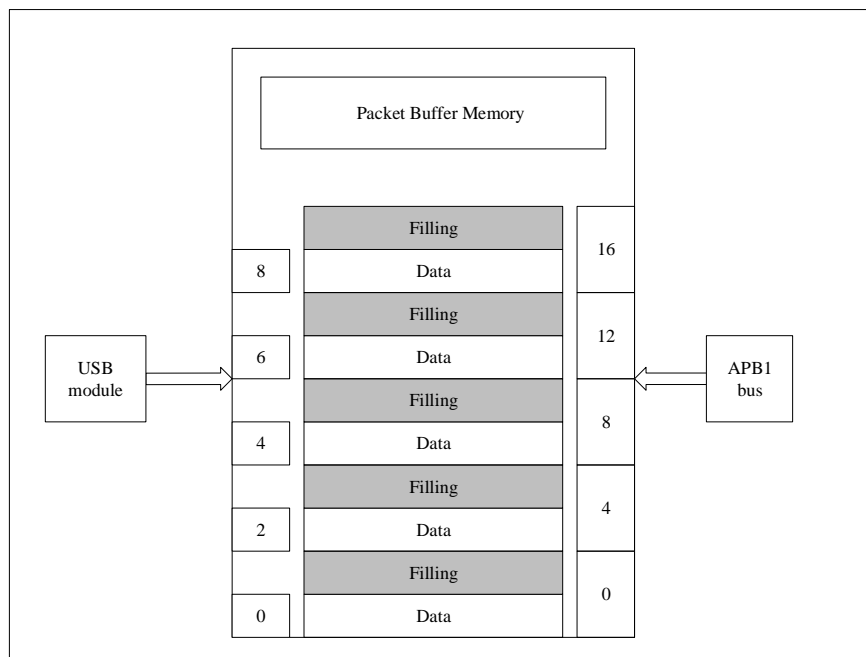 Packet Buffer Memory
Filling
16
8
Data
Filling
12
USB
module
6
Data
APB1
bus
Filling
8
4
Data
Filling
4
2
Data
Filling
0
0
Data